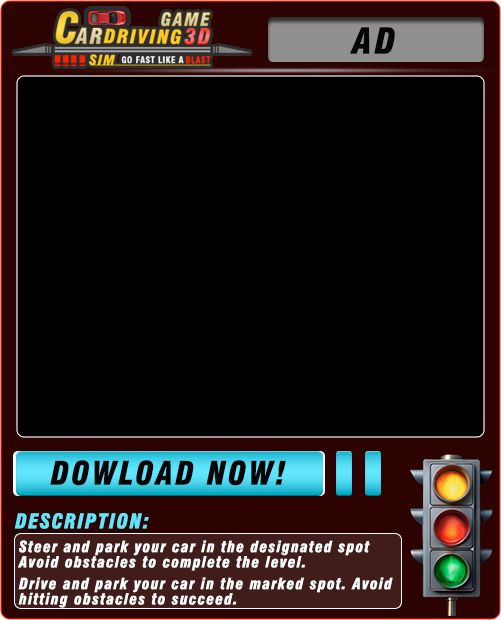 GAME
CARDRIVING 3D
SIM GO FAST LIKE A BLAST
AD
DOWLOAD NOW!
DESCRIPTION:
Steer and park your car in the designated spot
Avoid obstacles to complete the level.
Drive and park your car in the marked spot. Avoid
hitting obstacles to succeed.